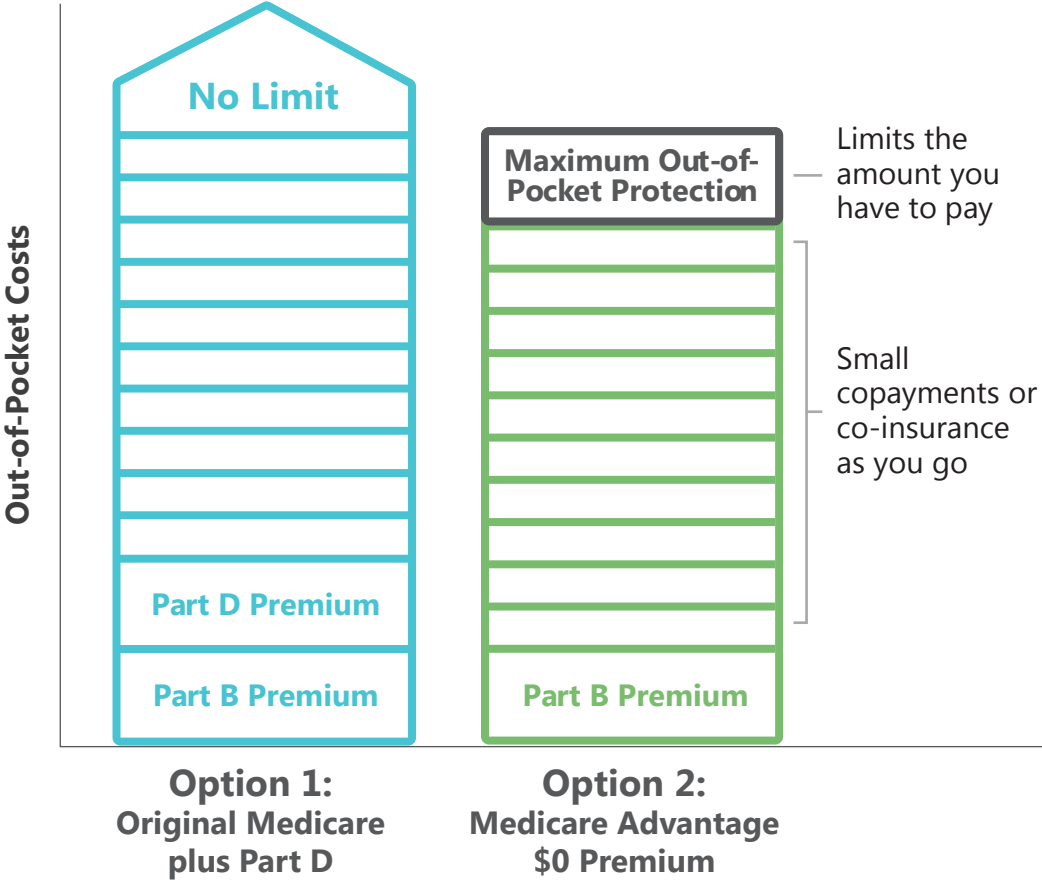 Out-of-Pocket Costs
No Limit
Part D Premium
Part B Premium
Maximum Out-of-
Pocket Protection
Part B Premium
Limits the
amount you
have to pay
Small
copayments or
co-insurance
as you go
Option 1:
Original Medicare
plus Part D
Option 2:
Medicare Advantage
$0 Premium